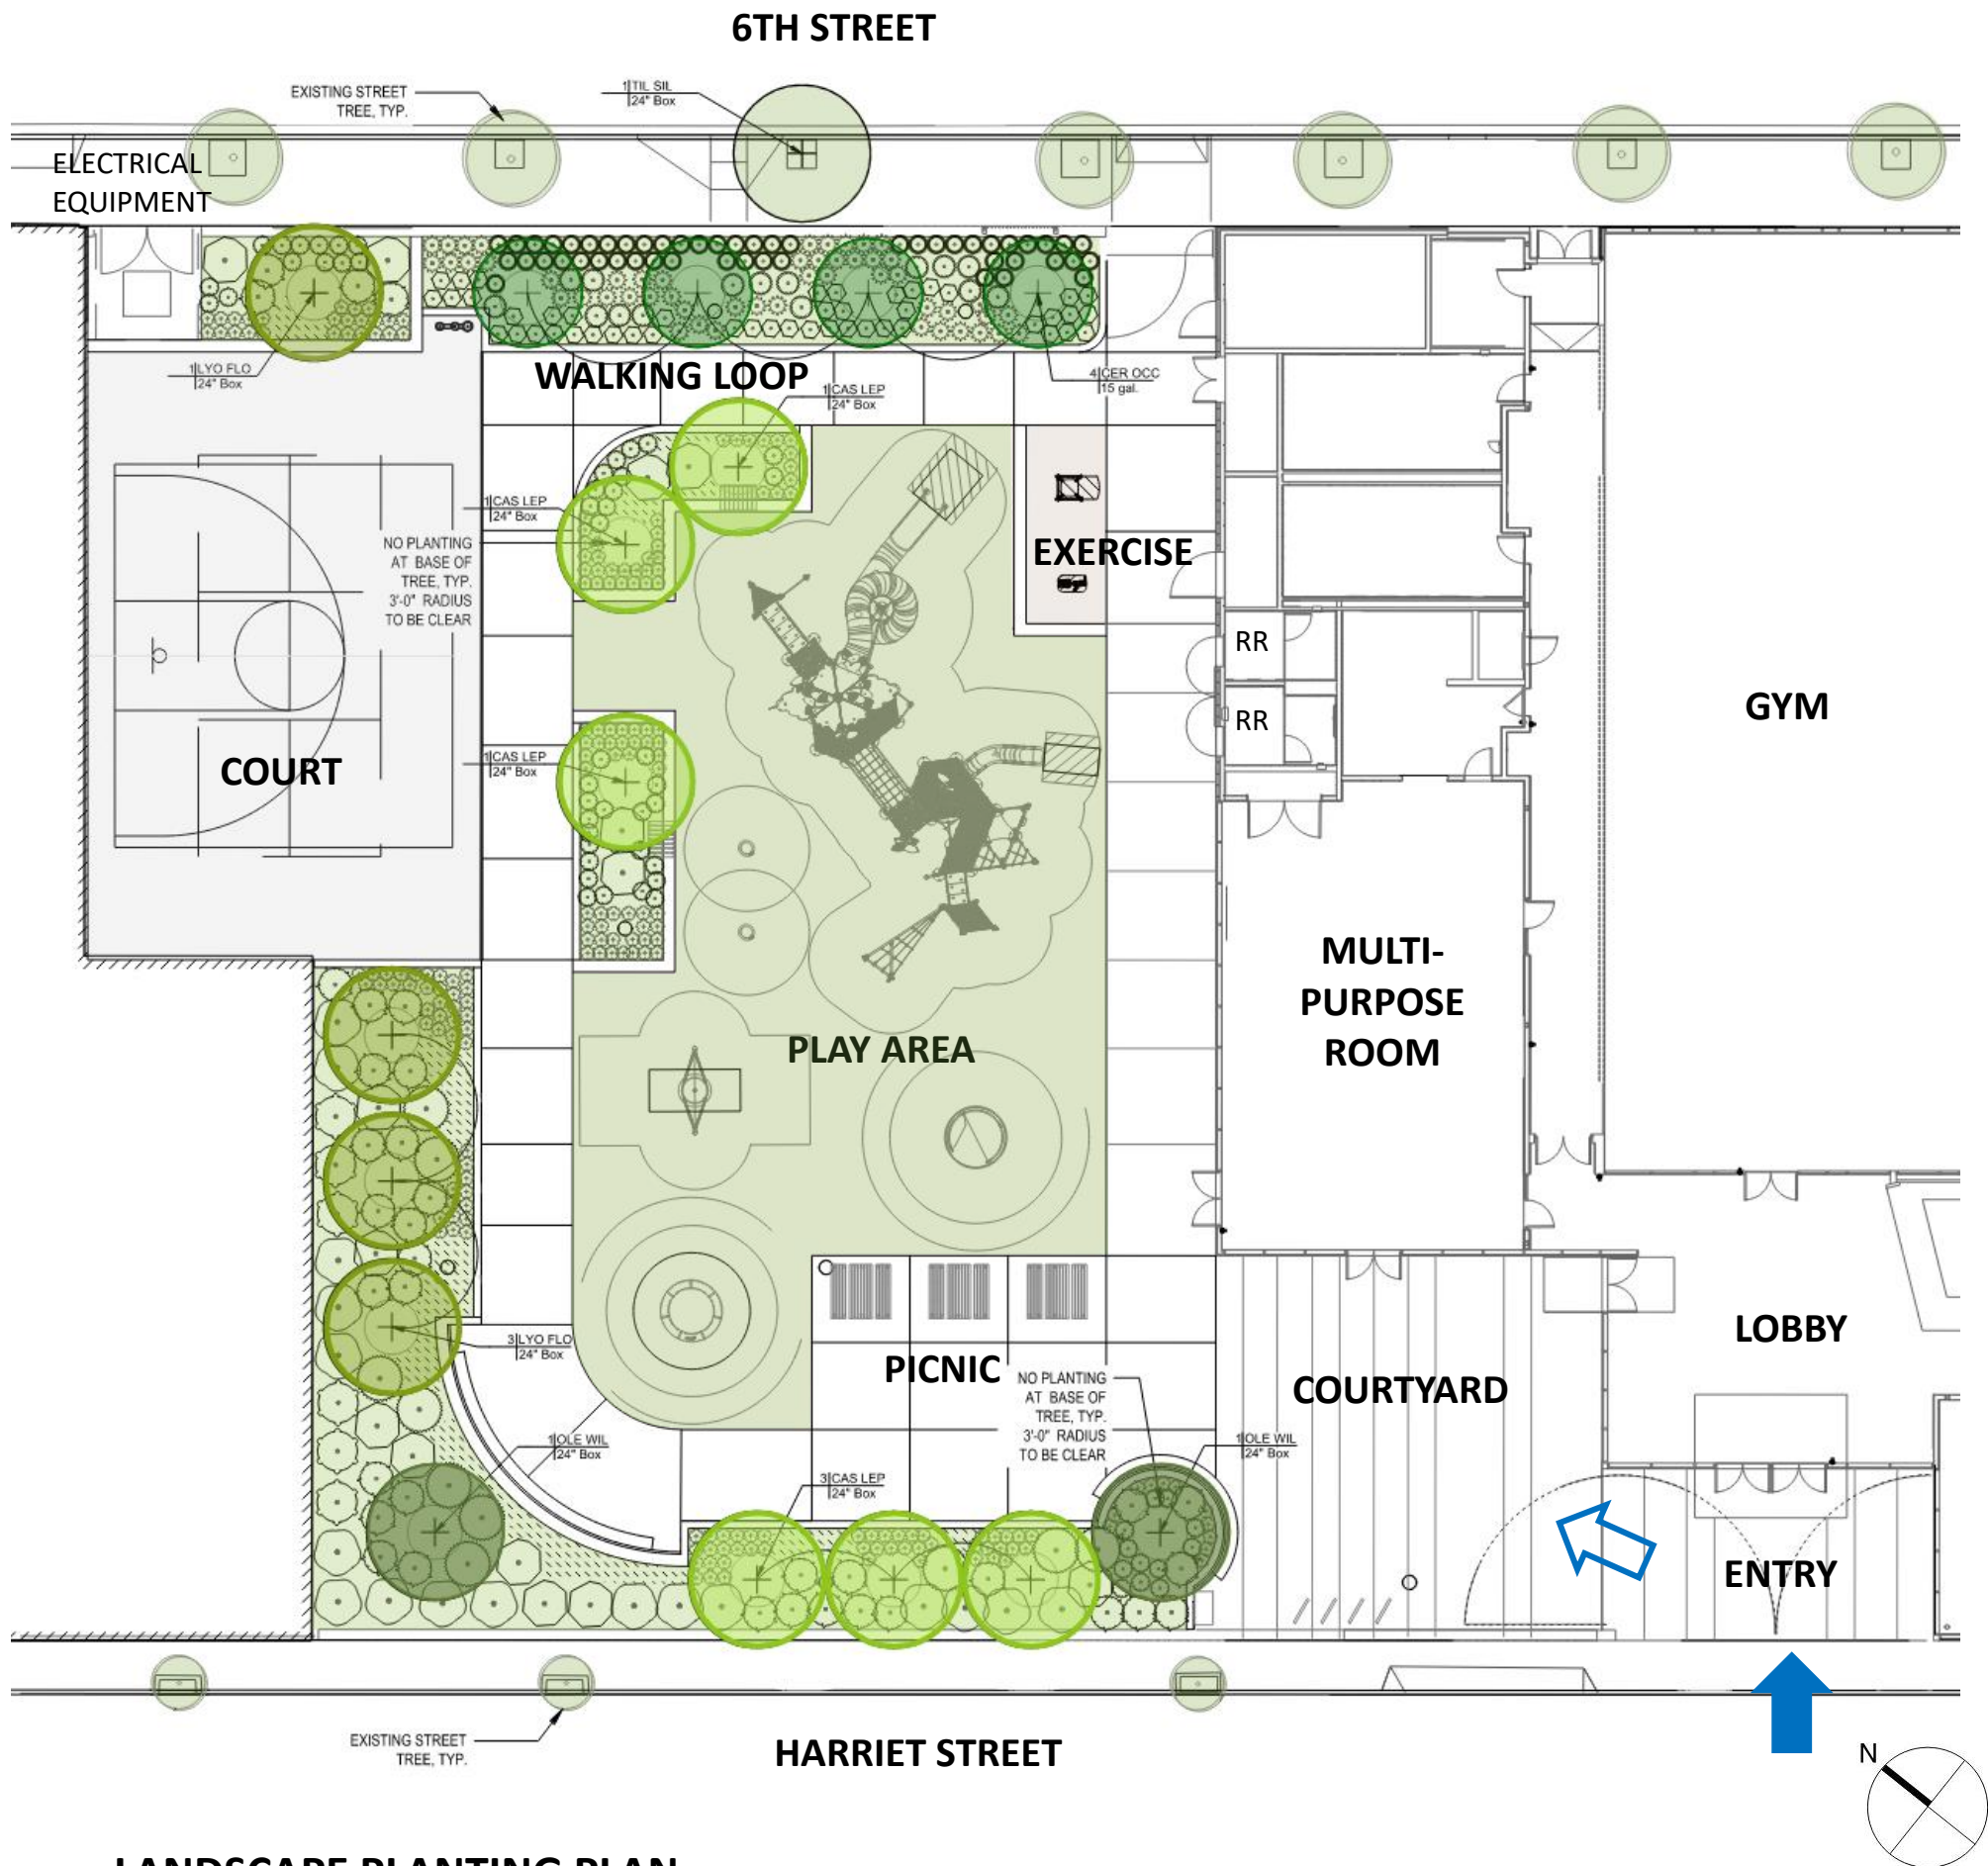 6TH STREET
EXISTING STREET
TREE, TYP.
1 TIL SIL
24" Box
ELECTRICAL
EQUIPMENT
1 LYO FLO
24" Box
WALKING LOOP
1 CAS LEP
24" Box
4 CER OCC
15 gal.
1 CAS LEP
24" Box
NO PLANTING
AT BASE OF
TREE, TYP.
3'-0" RADIUS
TO BE CLEAR
EXERCISE
RR
RR
GYM
COURT
1 CAS LEP
24" Box
MULTI-
PURPOSE
ROOM
PLAY AREA
3 LYO FLO
24" Box
PICNIC
NO PLANTING
AT BASE OF
TREE, TYP.
3'-0" RADIUS
TO BE CLEAR
COURTYARD
LOBBY
1 OLE WIL
24" Box
1 OLE WIL
24" Box
3 CAS LEP
24" Box
ENTRY
EXISTING STREET
TREE, TYP.
HARRIET STREET
N
LANDSCAPE PLANTING PLAN